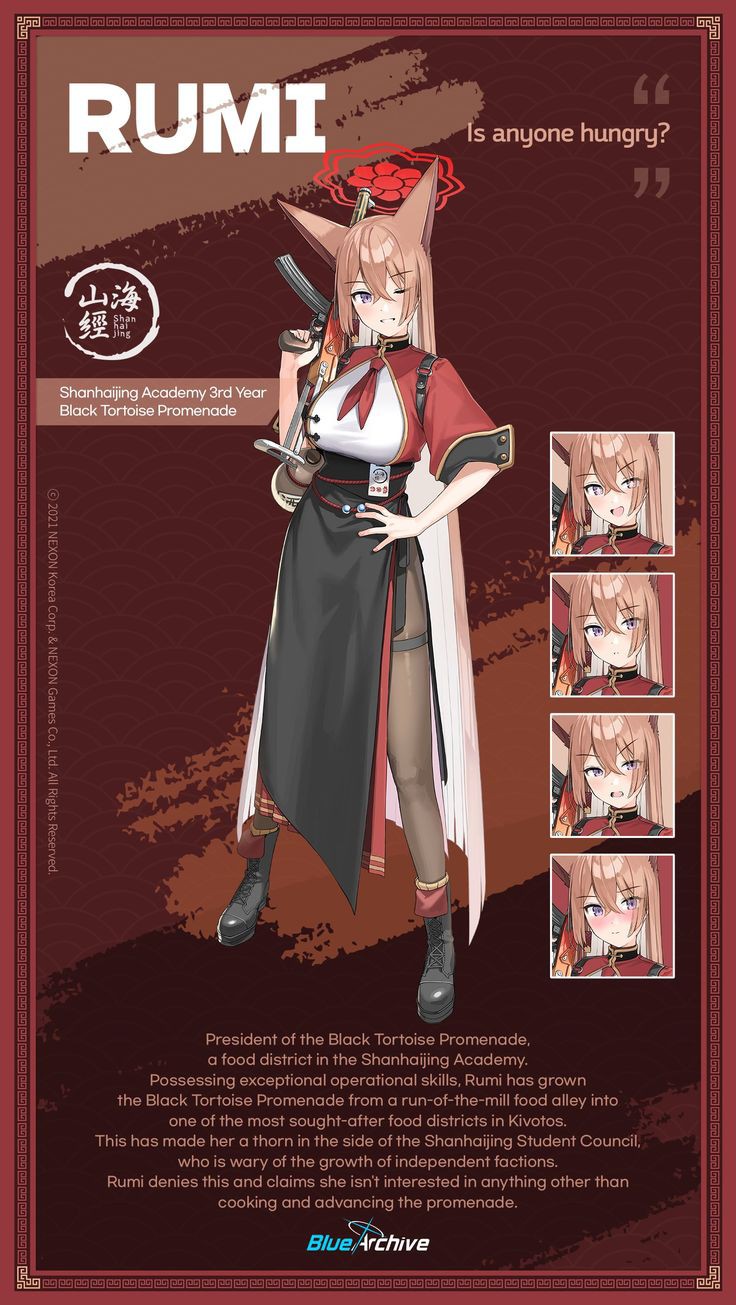 RUMI
“
Is anyone hungry?
”
山海
經
Shan
hai
jing
Shanhaijing Academy 3rd Year
Black Tortoise Promenade
© 2021 NEXON Korea Corp. & NEXON Games Co., Ltd. All Rights Reserved.
President of the Black Tortoise Promenade,
a food district in the Shanhaijing Academy.
Possessing exceptional operational skills, Rumi has grown
the Black Tortoise Promenade from a run-of-the-mill food alley into
one of the most sought-after food districts in Kivotos.
This has made her a thorn in the side of the Shanhaijing Student Council,
who is wary of the growth of independent factions.
Rumi denies this and claims she isn't interested in anything other than
cooking and advancing the promenade.
Blue Archive